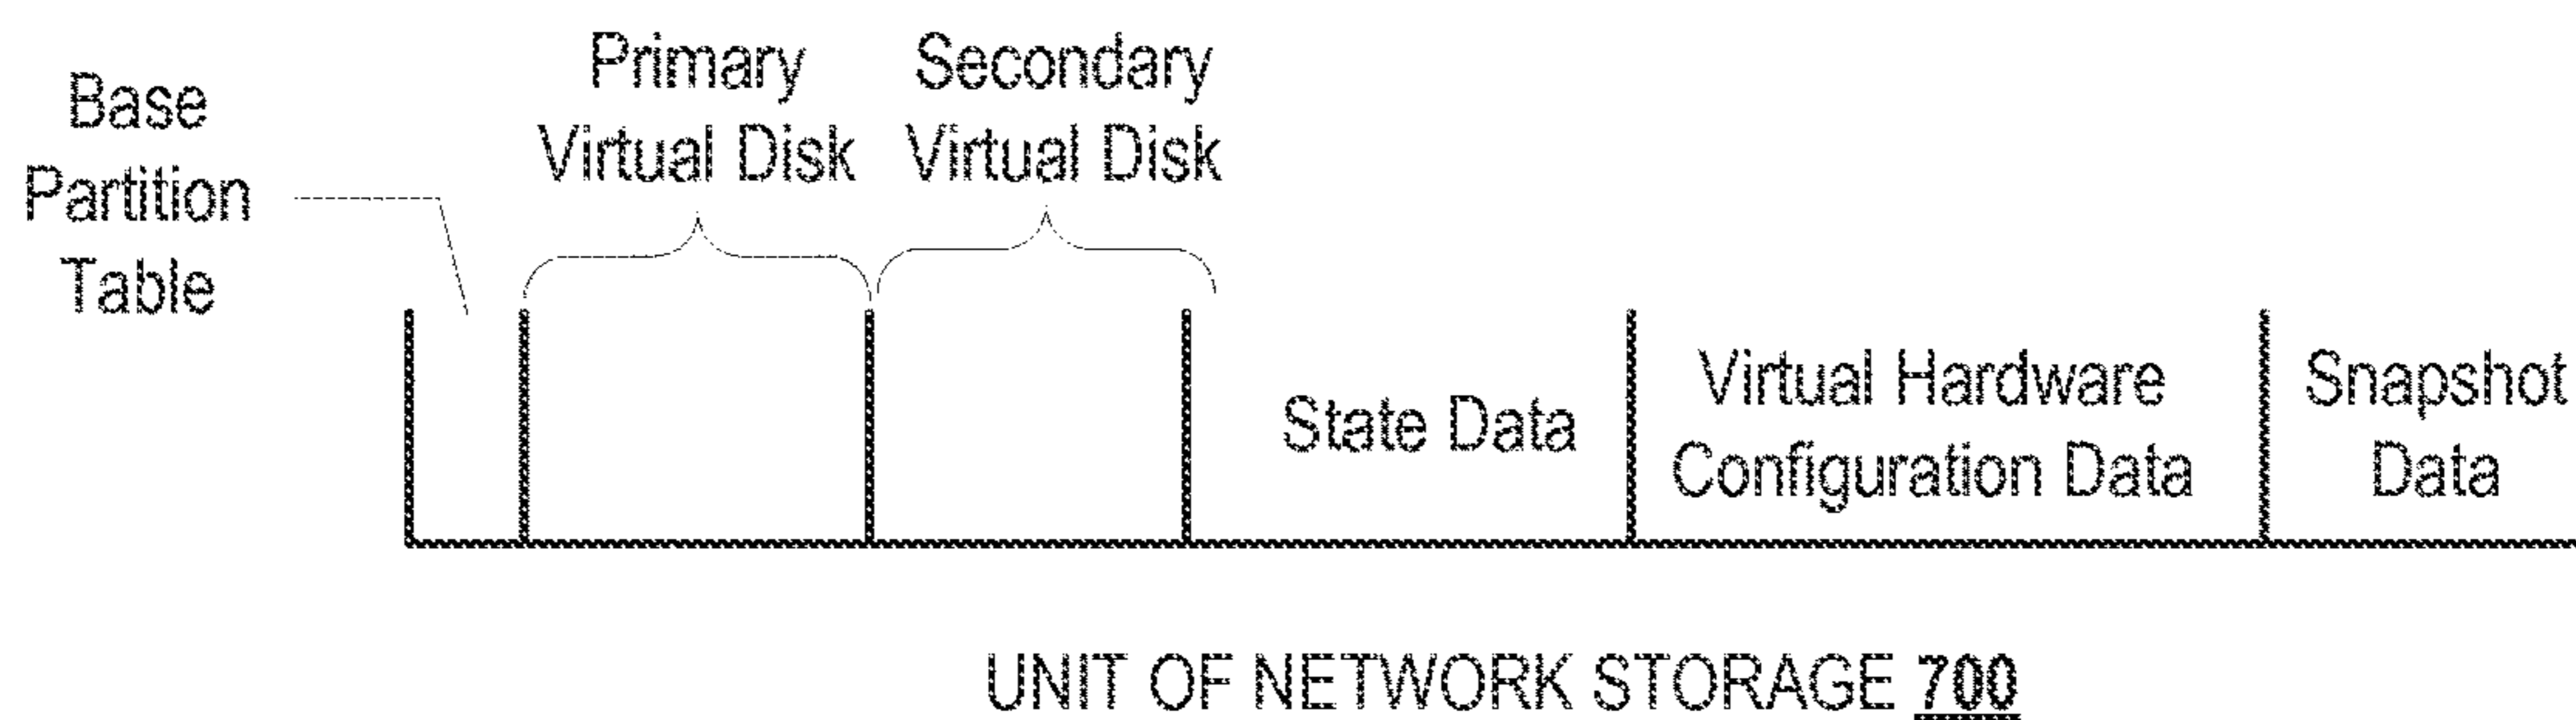 Base
Partition
Table
Primary
Virtual Disk
Secondary
Virtual Disk
State Data
Virtual Hardware
Configuration Data
Snapshot
Data
UNIT OF NETWORK STORAGE 700